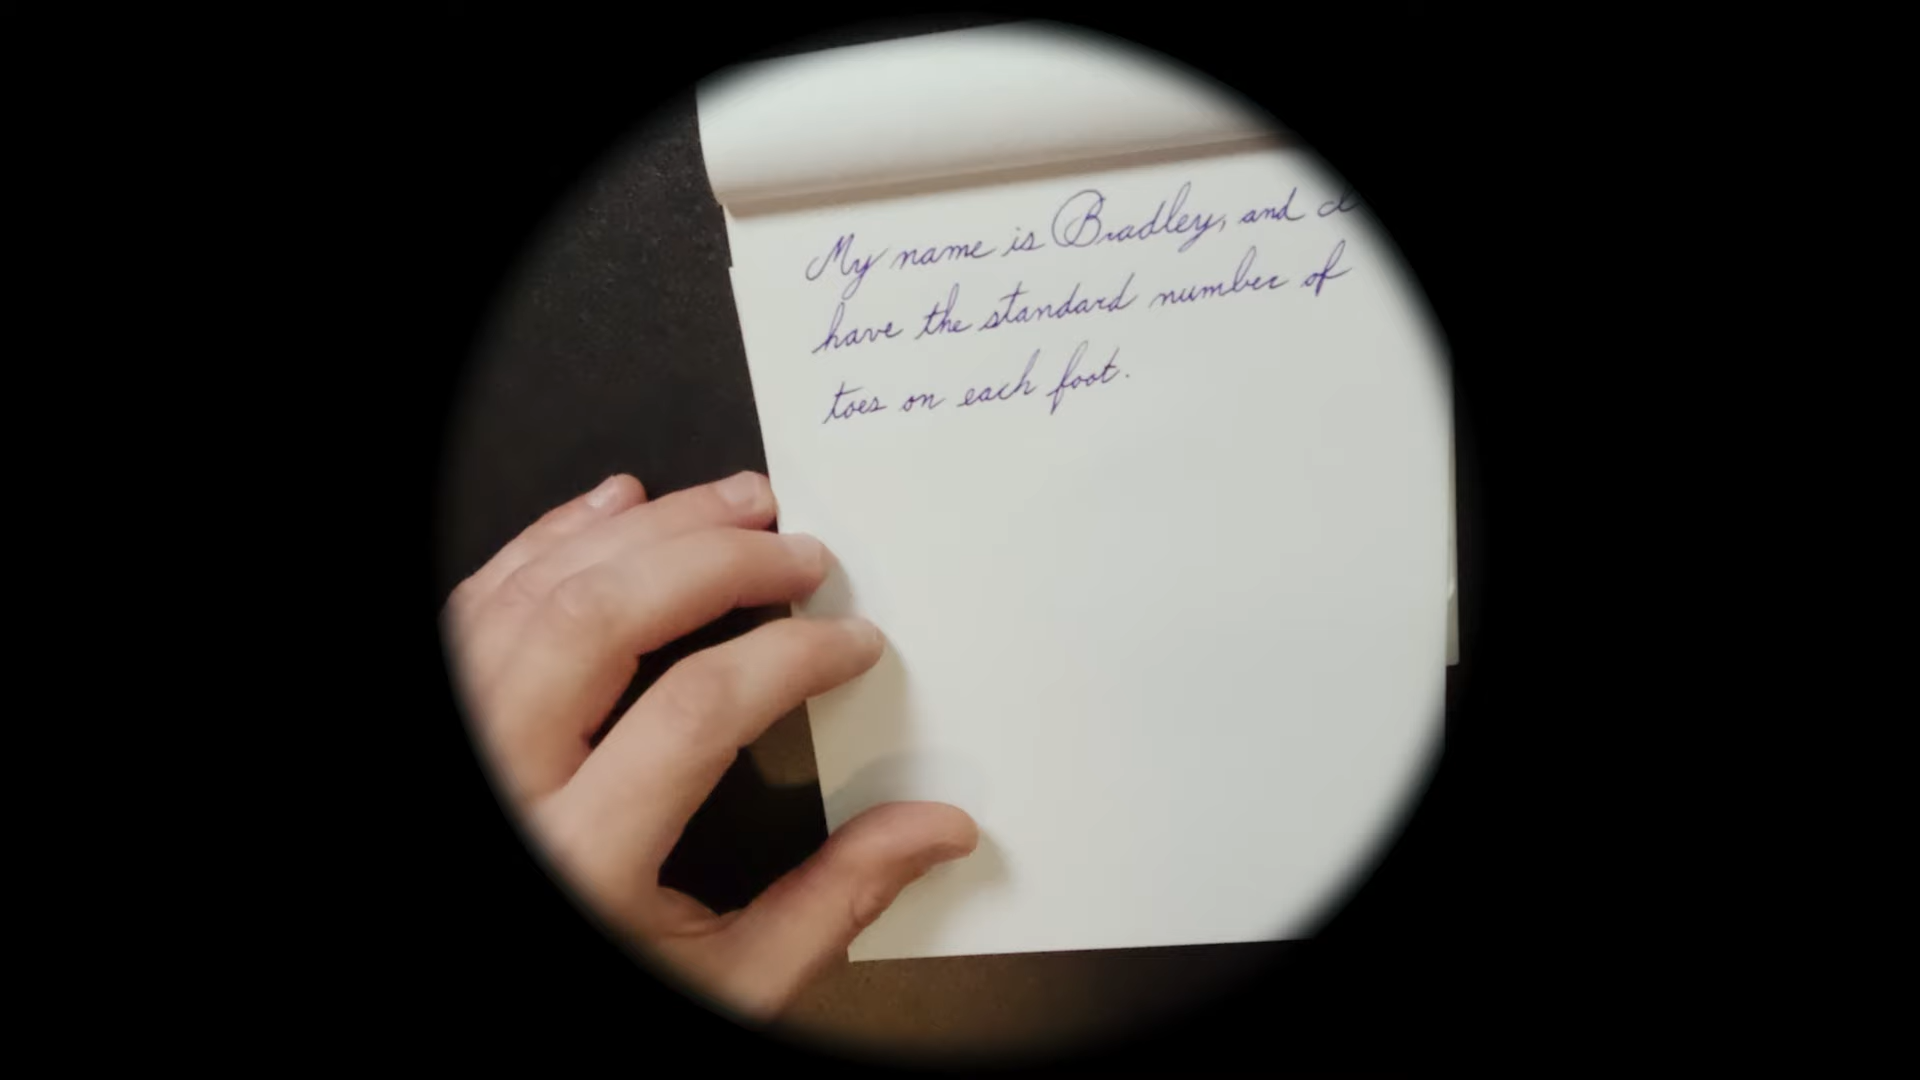 My name is Bradley, and I
have the standard number of
toes on each foot.